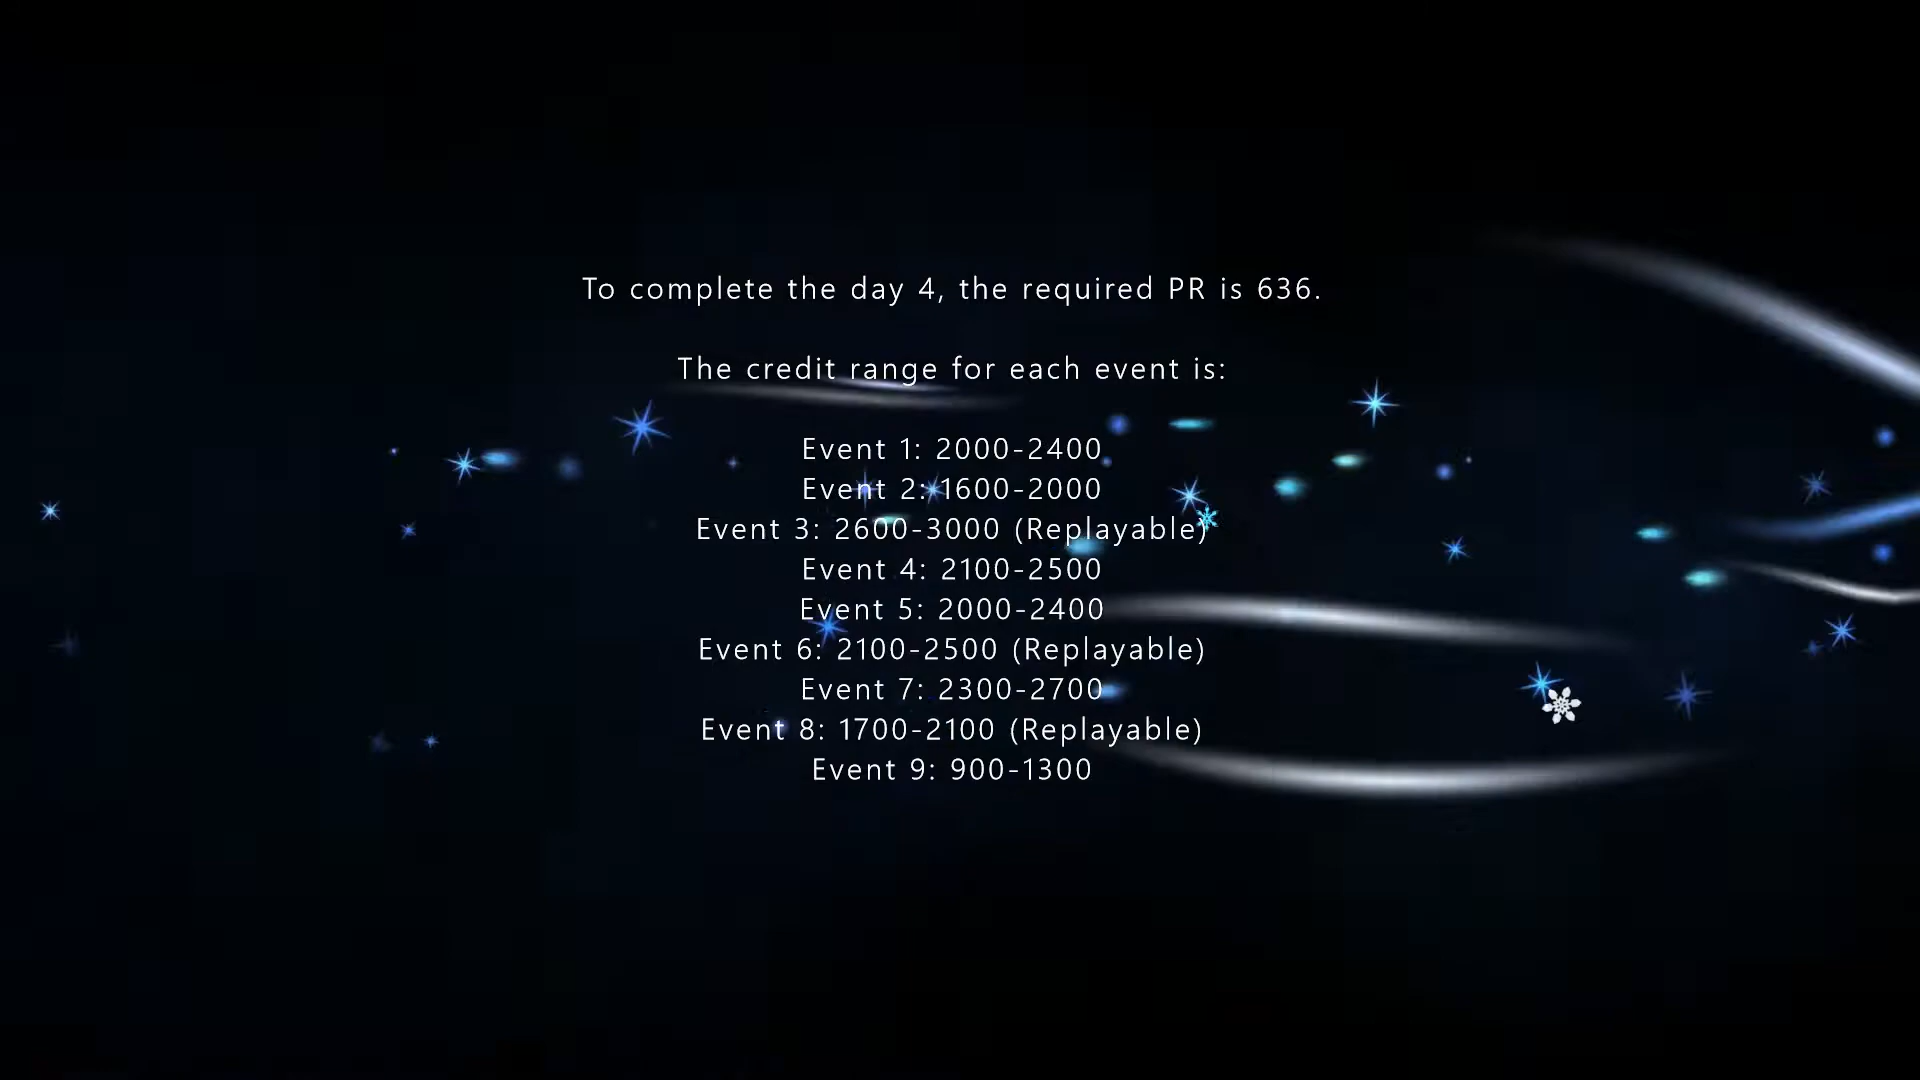 To complete the day 4, the required PR is 636.
The credit range for each event is:
Event 1: 2000-2400
Event 2: 1600-2000
Event 3: 2600-3000 (Replayable)
Event 4: 2100-2500
Event 5: 2000-2400
Event 6: 2100-2500 (Replayable)
Event 7: 2300-2700
Event 8: 1700-2100 (Replayable)
Event 9: 900-1300